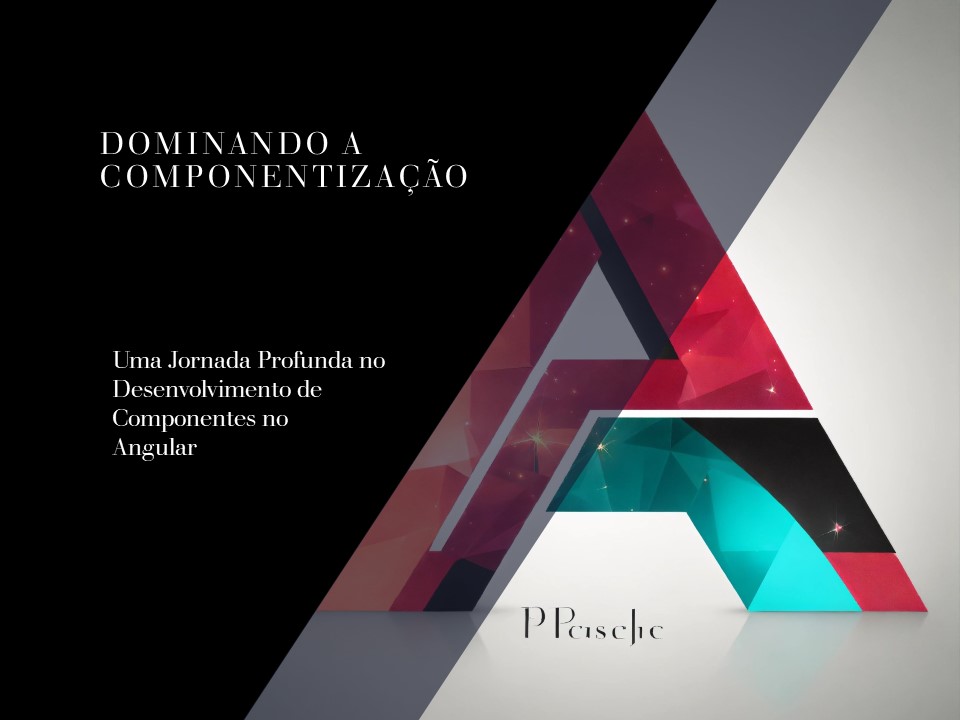 DOMINANDO A
COMPONENTIZAÇÃO
Uma Jornada Profunda no
Desenvolvimento de
Componentes no
Angular